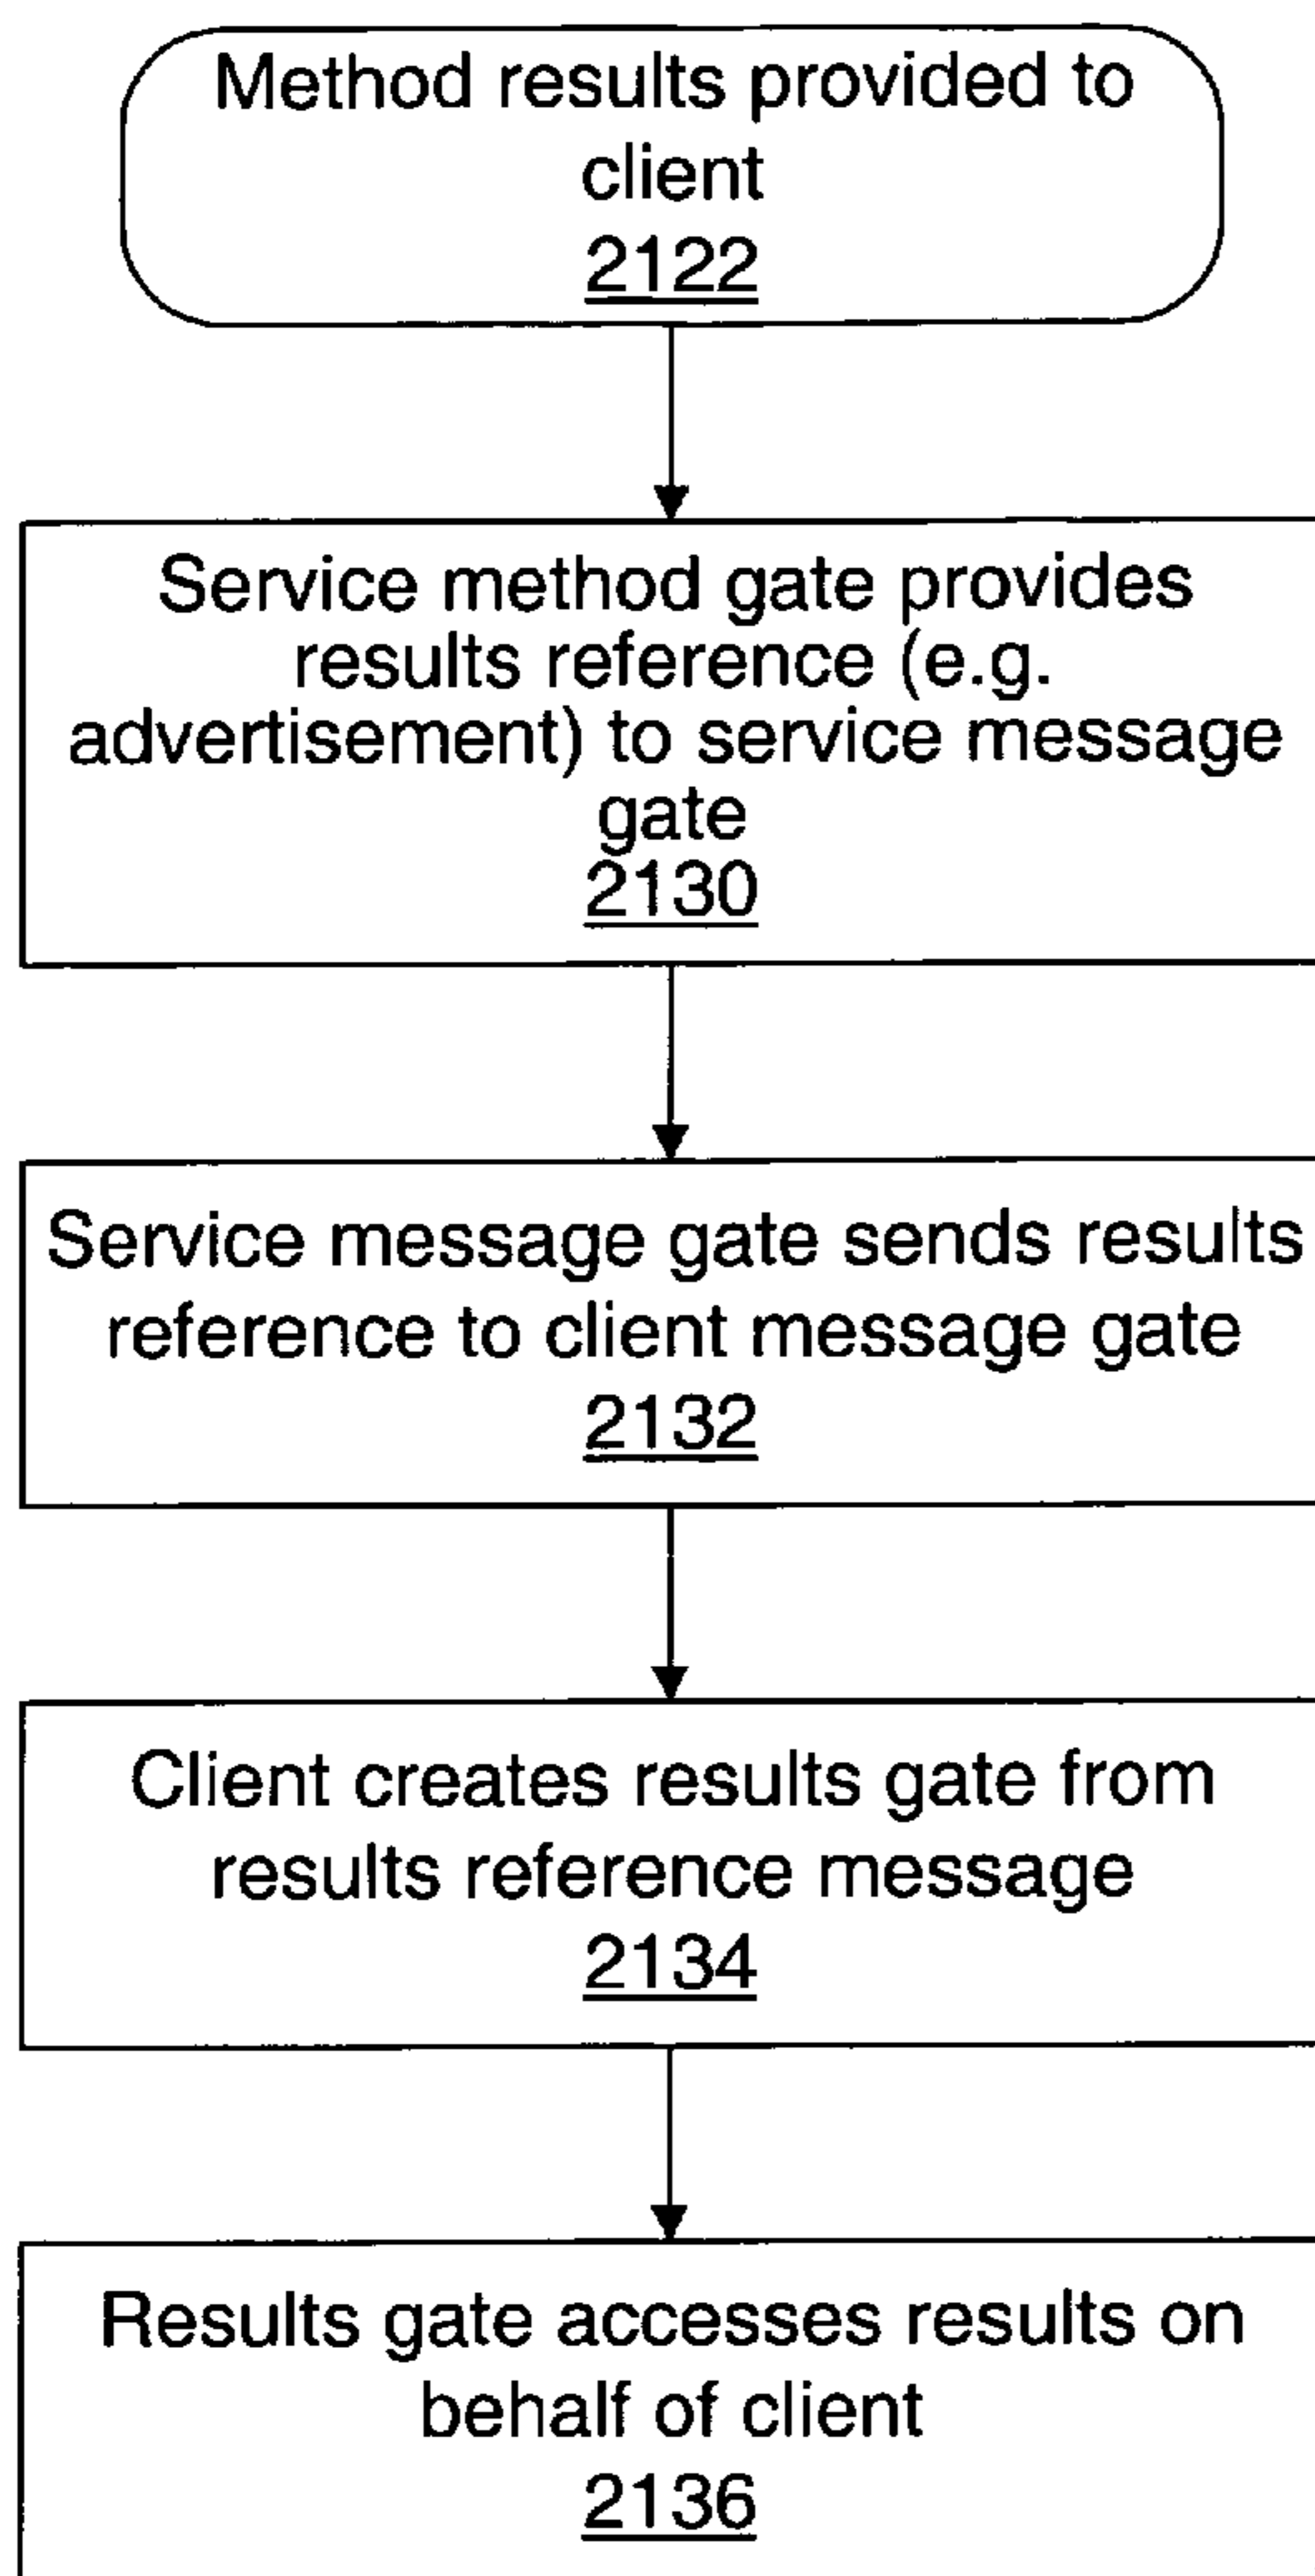 Method results provided to
client
2122
Service method gate provides
results reference (e.g.
advertisement) to service message
gate
2130
Service message gate sends results
reference to client message gate
2132
Client creates results gate from
results reference message
2134
Results gate accesses results on
behalf of client
2136